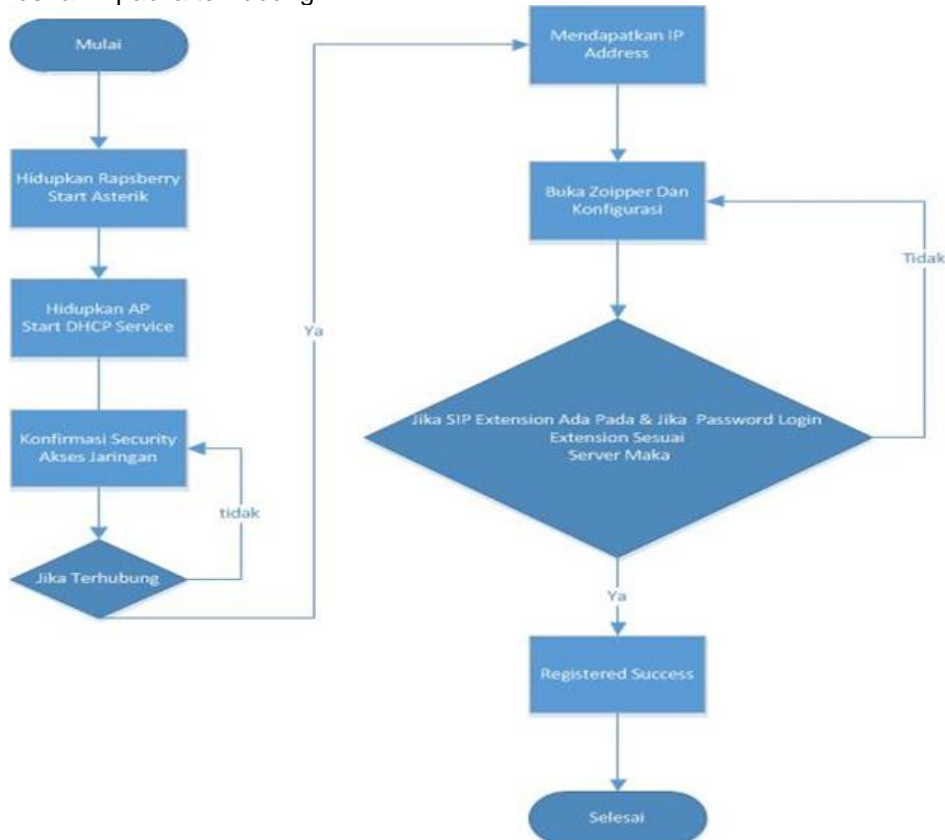 Mulai
Hidupkan Rapsberry
Start Asterik
Hidupkan AP
Start DHCP Service
Konfirmasi Security
Akses Jaringan
tidak
Jika Terhubung
Ya
Mendapatkan IP
Address
Buka Zoipper Dan
Konfigurasi
Tidak
Jika SIP Extension Ada Pada & Jika Password Login
Extension Sesuai
Server Maka
Ya
Registered Success
Selesai